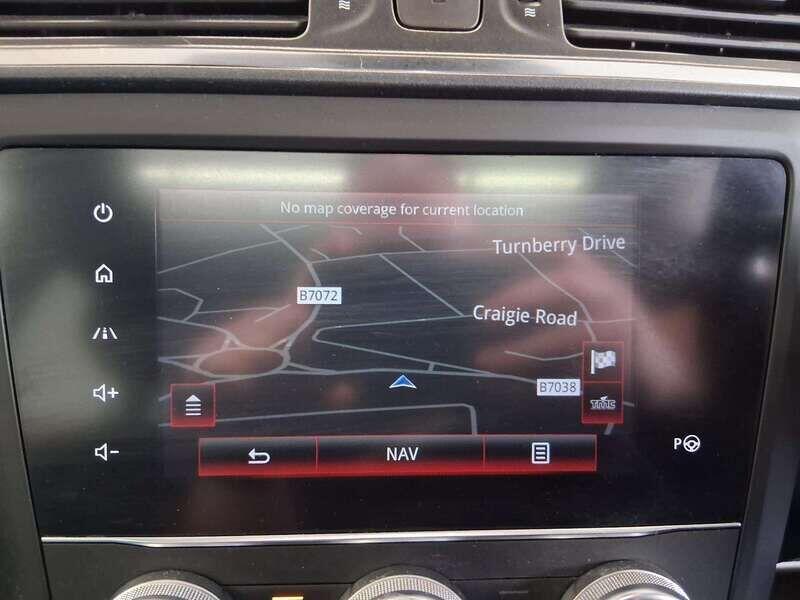 No map coverage for current location
Turnberry Drive
B7072
Craigie Road
B7038
TMC
NAV
P